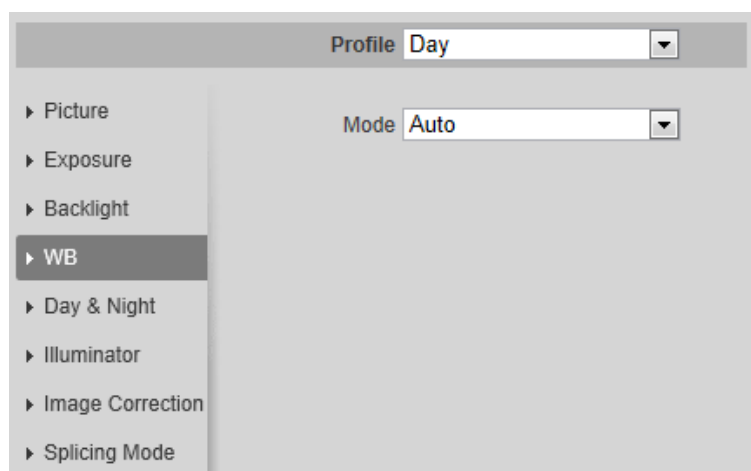 Profile Day
Picture
Mode Auto
Exposure
Backlight
WB
Day & Night
Illuminator
Image Correction
Splicing Mode